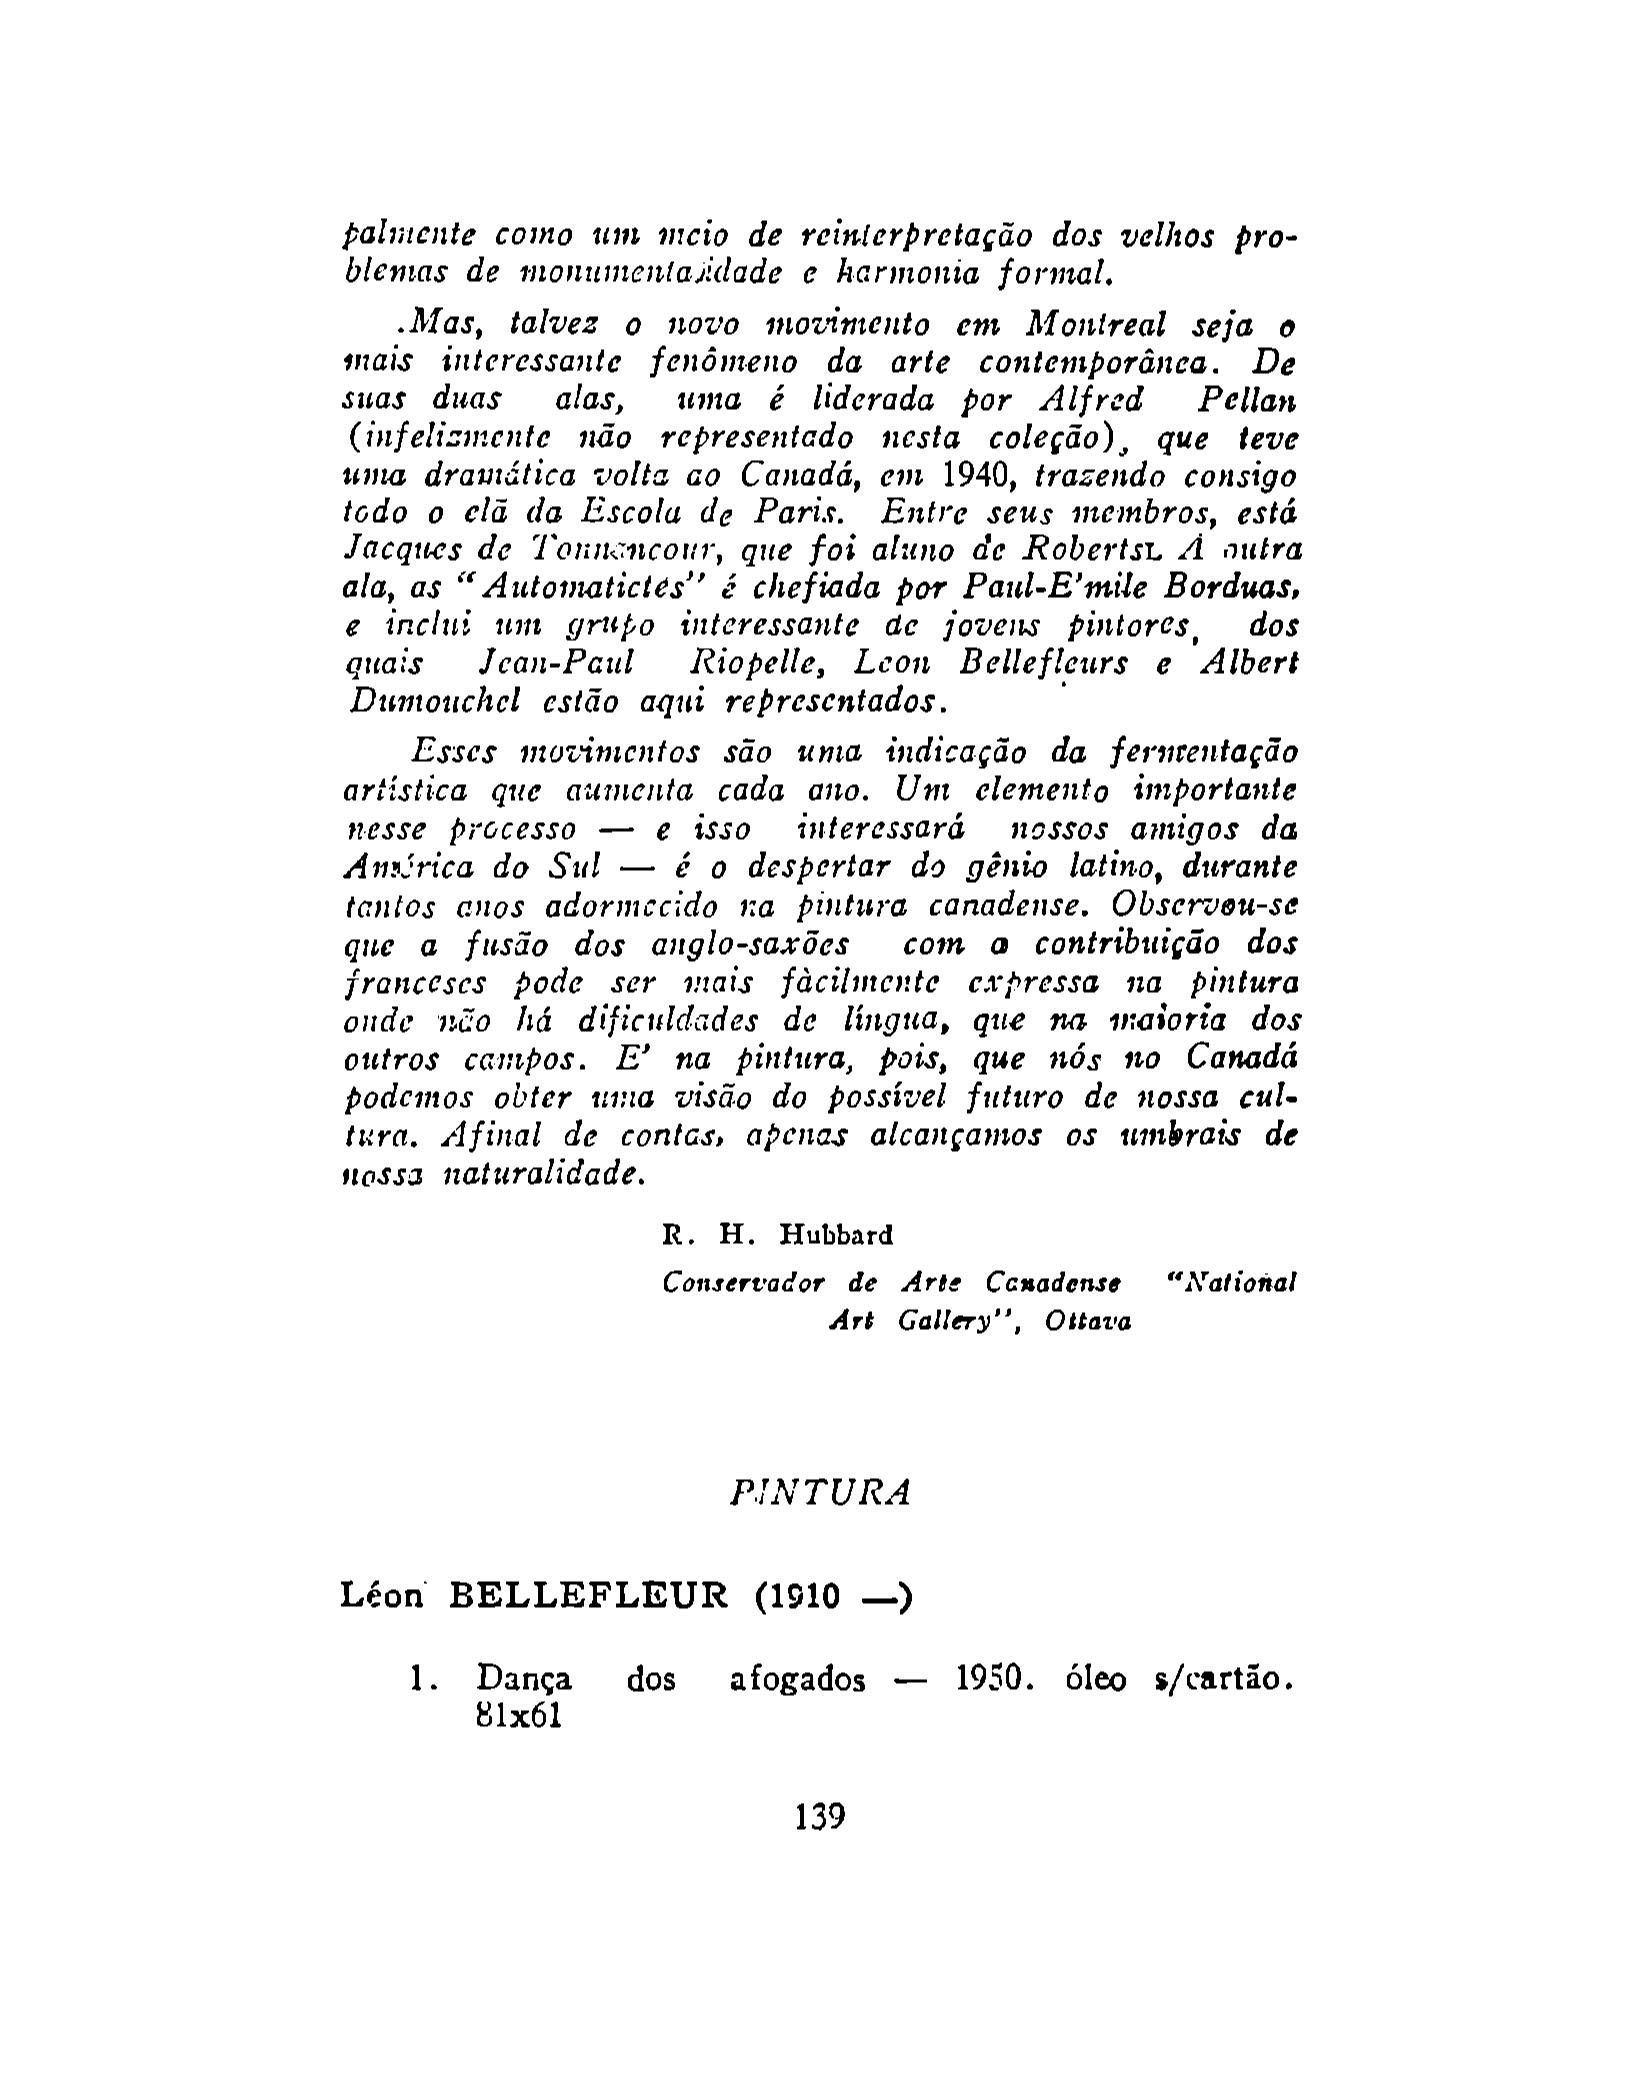 palmente como um meio de reinterpretação dos velhos pro-
blemas de monumentalidade e harmonia formal.
.Mas, talvez o novo movimento em Montreal seja o
mais interessante fenômeno da arte contemporânea. De
suas duas alas, uma é liderada por Alfred Pellan
(infelizmente não representado nesta coleção), que teve
uma dramática volta ao Canadá, em 1940, trazendo consigo
todo o elã da Escola de Paris. Entre seus membros, está
Jacques de Tonnancour, que foi aluno de Roberts. A outra
ala, as “Automatictés” é chefiada por Paul-E'mile Borduas,
e inclui um grupo interessante de jovens pintores, dos
quais Jean-Paul Riopelle, Leon Bellefleurs e Albert
Dumouchel estão aqui representados.
Esses movimentos são uma indicação da fermentação
artística que aumenta cada ano. Um elemento importante
nesse processo — e isso interessará nossos amigos da
América do Sul — é o despertar do gênio latino, durante
tantos anos adormecido na pintura canadense. Observou-se
que a fusão dos anglo-saxões com a contribuição dos
franceses pode ser mais fàcilmente expressa na pintura
onde não há dificuldades de língua, que na maioria dos
outros campos. E' na pintura, pois, que nós no Canadá
podemos obter uma visão do possível futuro de nossa cul-
tura. Afinal de contas, apenas alcançamos os umbrais de
nossa naturalidade.
R. H. Hubbard
Conservador de Arte Canadense “National
Art Gallery”, Ottava
PINTURA
Léon BELLEFLEUR (1910 —)
1. Dança dos afogados — 1950. óleo s/cartão.
81x61
139